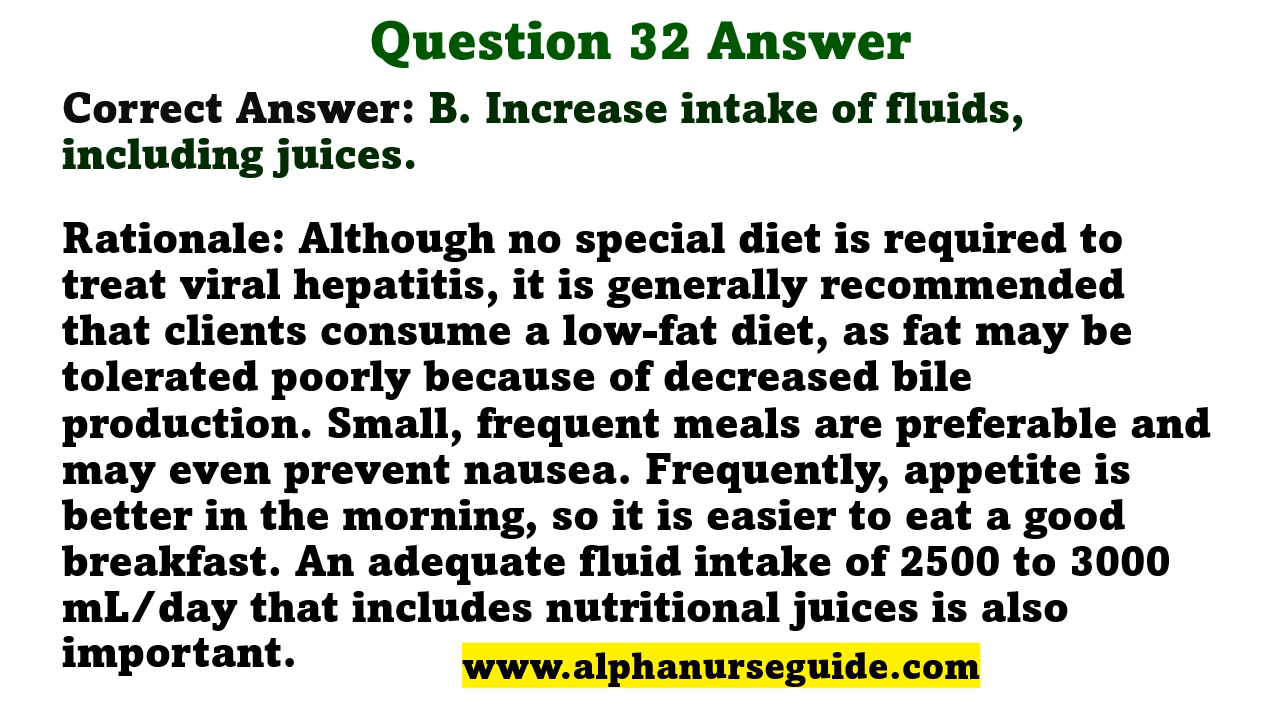 Question 32 Answer
Correct Answer: B. Increase intake of fluids,
including juices.
Rationale: Although no special diet is required to
treat viral hepatitis, it is generally recommended
that clients consume a low-fat diet, as fat may be
tolerated poorly because of decreased bile
production. Small, frequent meals are preferable and
may even prevent nausea. Frequently, appetite is
better in the morning, so it is easier to eat a good
breakfast. An adequate fluid intake of 2500 to 3000
mL/day that includes nutritional juices is also
important.
www.alphanurseguide.com